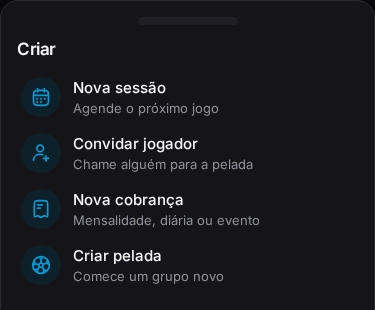 Criar
Nova sessão
Agende o próximo jogo
Convidar jogador
Chame alguém para a pelada
Nova cobrança
Mensalidade, diária ou evento
Criar pelada
Comece um grupo novo